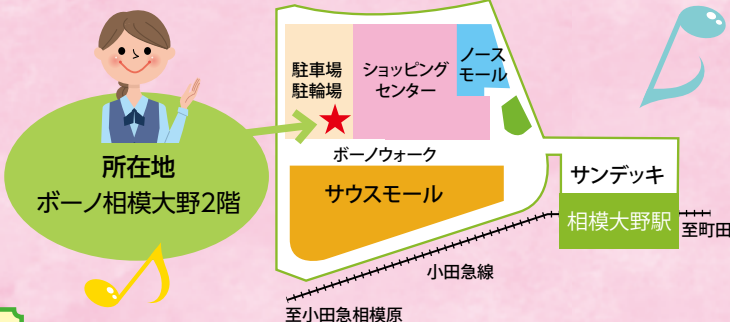 所在地
ボーノ相模大野2階
駐車場
駐輪場
ショッピング
センター
ノース
モール
ボーノウォーク
サウスモール
サンデッキ
相模大野駅
至町田
小田急線
至小田急相模原